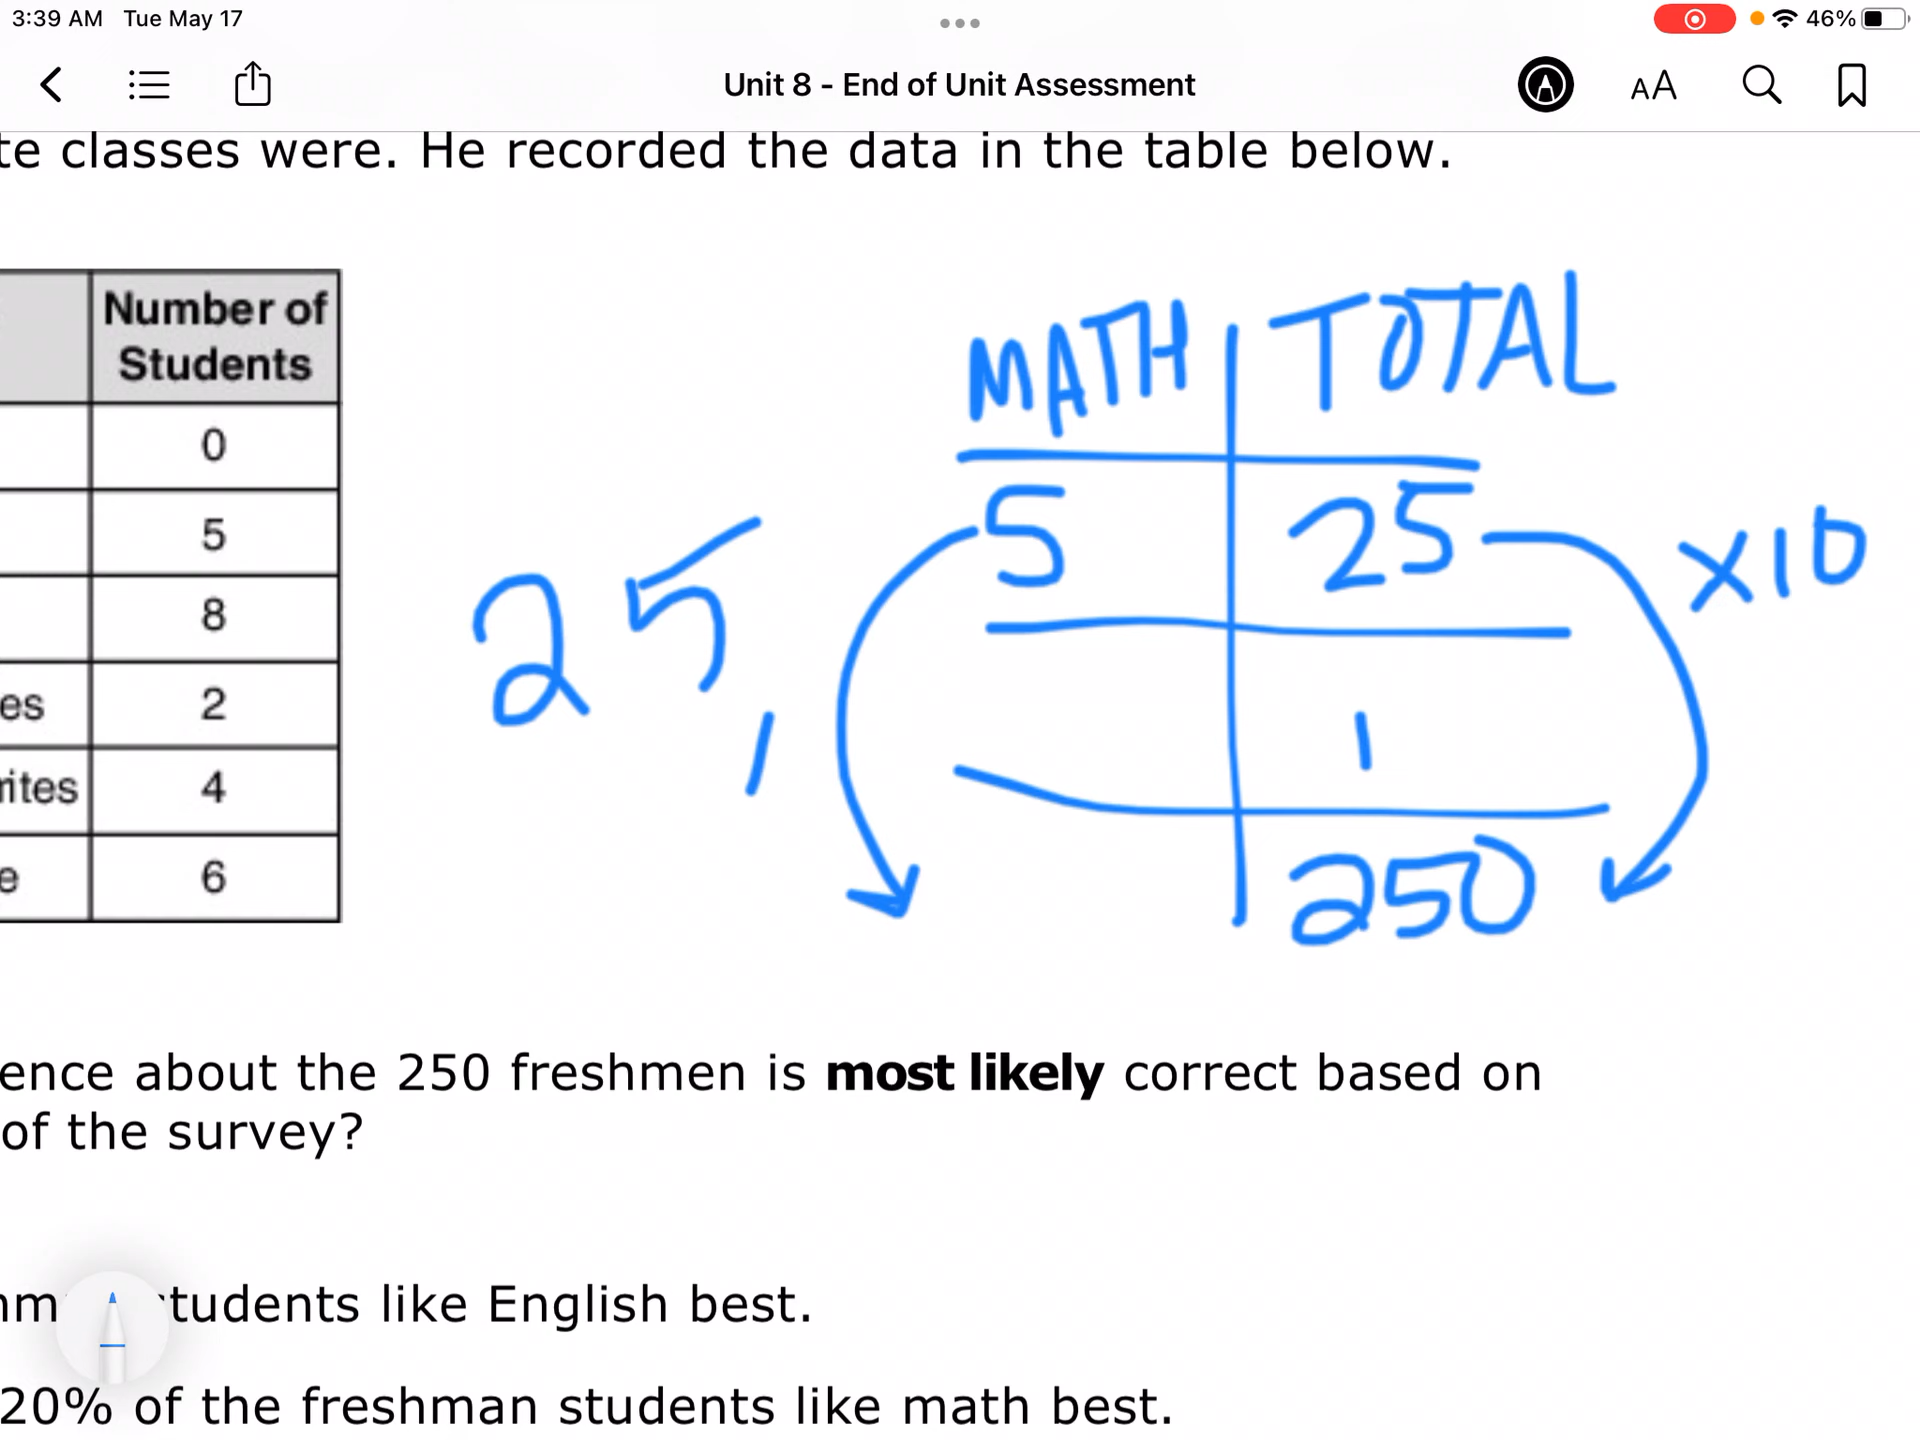 3:39 AM Tue May 17
46%
Unit 8 - End of Unit Assessment
AA
te classes were. He recorded the data in the table below.
Number of
Students
0
5
8
es 2
rites 4
e 6
MATH TOTAL
5 25 x10
25,
1
250
ence about the 250 freshmen is most likely correct based on
of the survey?
tudents like English best.
20% of the freshman students like math best.